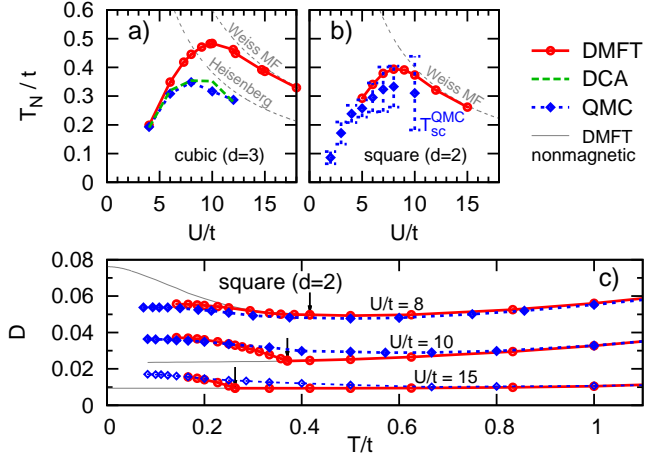 a)
b)
0.6
0.5
0.4
0.3
0.2
0.1
0
T_N / t
Weiss MF
Heisenberg
cubic (d=3)
0 5 10 15
U/t
Weiss MF
T_sc^QMC
square (d=2)
0 5 10 15
U/t
DMFT
DCA
QMC
DMFT
nonmagnetic
c)
0.08
0.06
0.04
0.02
0
D
square (d=2)
U/t = 8
U/t = 10
U/t = 15
0 0.2 0.4 0.6 0.8 1
T/t